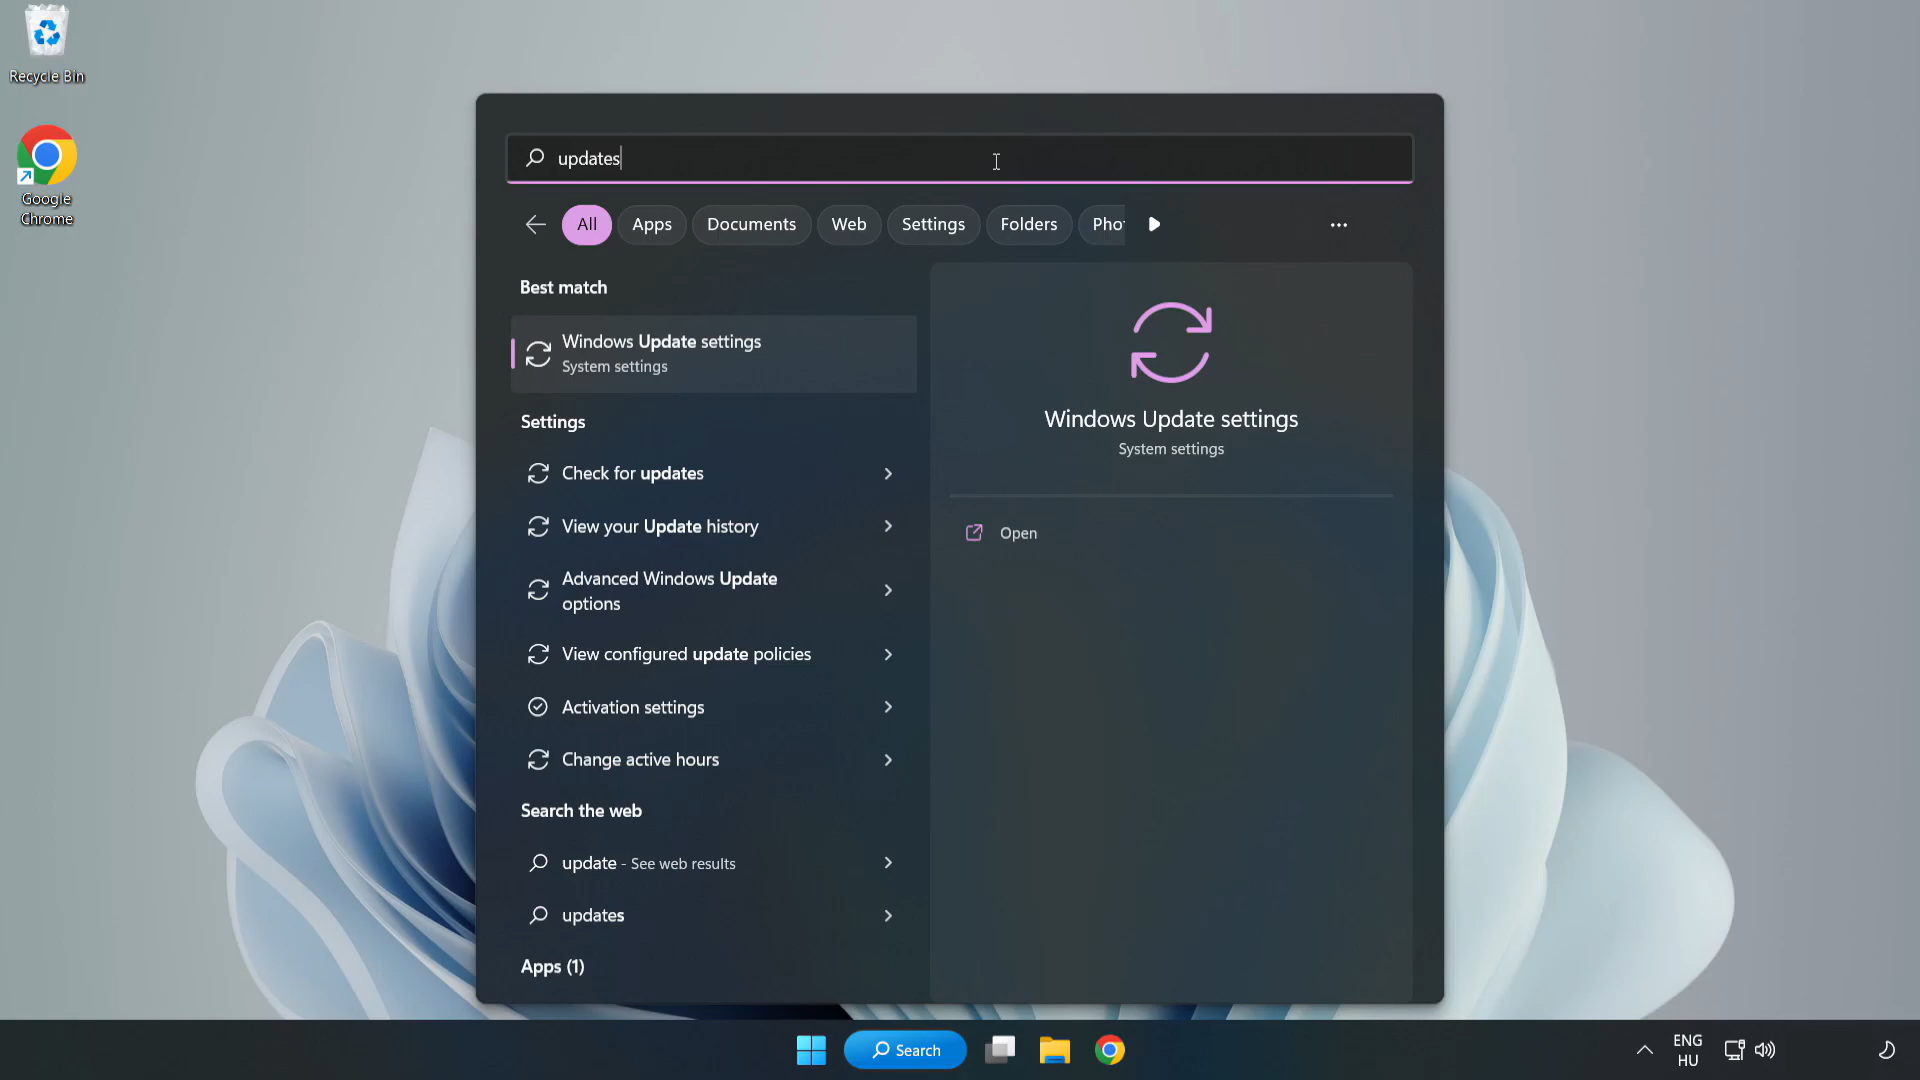 Recycle Bin
Google
Chrome
updates
All Apps Documents Web Settings Folders Pho
Best match
Windows Update settings
System settings
Settings
Check for updates
View your Update history
Advanced Windows Update
options
View configured update policies
Activation settings
Change active hours
Search the web
update - See web results
updates
Apps (1)
Windows Update settings
System settings
Open
Search
ENG
HU